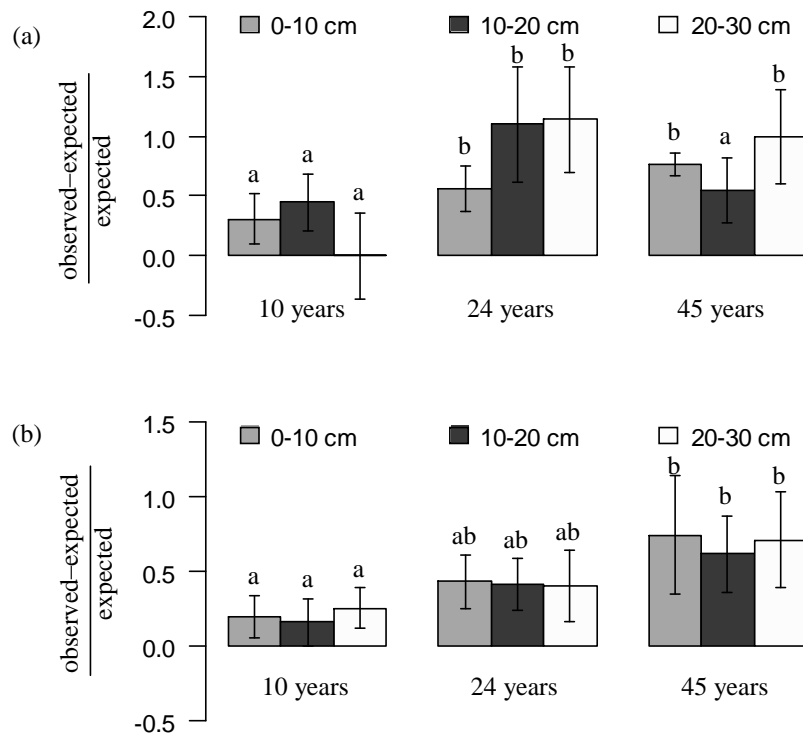 (a)
2.0
1.5
1.0
0.5
0.0
-0.5
observed–expected
expected
0-10 cm
10-20 cm
20-30 cm
a
a
a
b
b
b
b
a
b
10 years
24 years
45 years
(b)
1.5
1.0
0.5
0.0
-0.5
observed–expected
expected
0-10 cm
10-20 cm
20-30 cm
a
a
a
ab
ab
ab
b
b
b
10 years
24 years
45 years